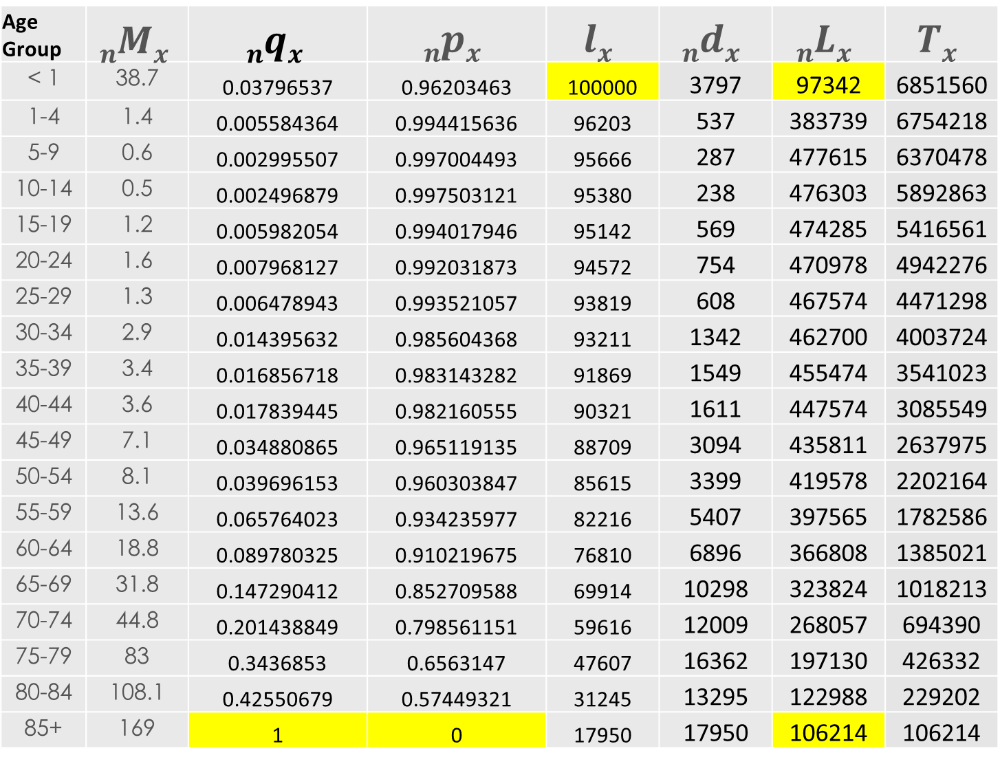 Age Group nMx nqx npx lx ndx nLx Tx
< 1 38.7 0.03796537 0.96203463 100000 3797 97342 6851560
1-4 1.4 0.005584364 0.994415636 96203 537 383739 6754218
5-9 0.6 0.002995507 0.997004493 95666 287 477615 6370478
10-14 0.5 0.002496879 0.997503121 95380 238 476303 5892863
15-19 1.2 0.005982054 0.994017946 95142 569 474285 5416561
20-24 1.6 0.007968127 0.992031873 94572 754 470978 4942276
25-29 1.3 0.006478943 0.993521057 93819 608 467574 4471298
30-34 2.9 0.014395632 0.985604368 93211 1342 462700 4003724
35-39 3.4 0.016856718 0.983143282 91869 1549 455474 3541023
40-44 3.6 0.017839445 0.982160555 90321 1611 447574 3085549
45-49 7.1 0.034880865 0.965119135 88709 3094 435811 2637975
50-54 8.1 0.039696153 0.960303847 85615 3399 419578 2202164
55-59 13.6 0.065764023 0.934235977 82216 5407 397565 1782586
60-64 18.8 0.089780325 0.910219675 76810 6896 366808 1385021
65-69 31.8 0.147290412 0.852709588 69914 10298 323824 1018213
70-74 44.8 0.201438849 0.798561151 59616 12009 268057 694390
75-79 83 0.3436853 0.6563147 47607 16362 197130 426332
80-84 108.1 0.42550679 0.57449321 31245 13295 122988 229202
85+ 169 1 0 17950 17950 106214 106214